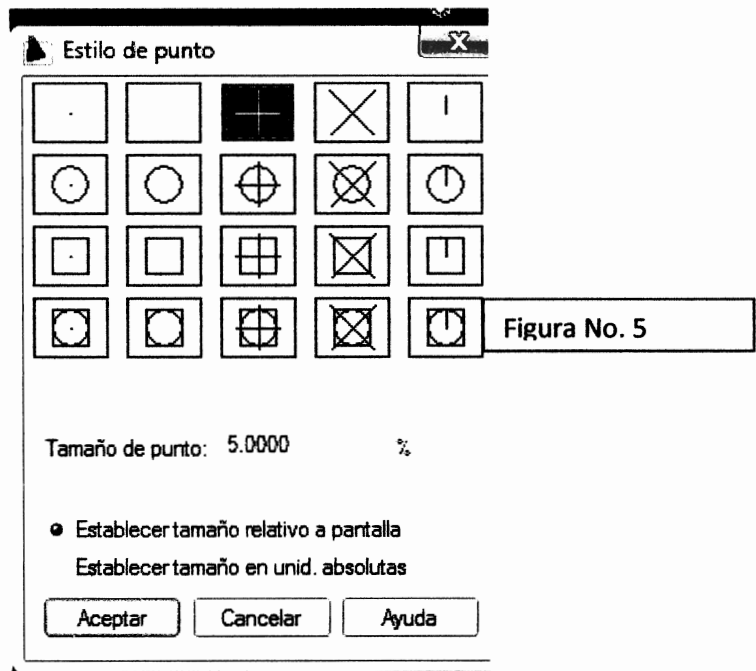 Estilo de punto
Figura No. 5
Tamaño de punto: 5.0000 %
Establecer tamaño relativo a pantalla
Establecer tamaño en unid. absolutas
Aceptar Cancelar Ayuda